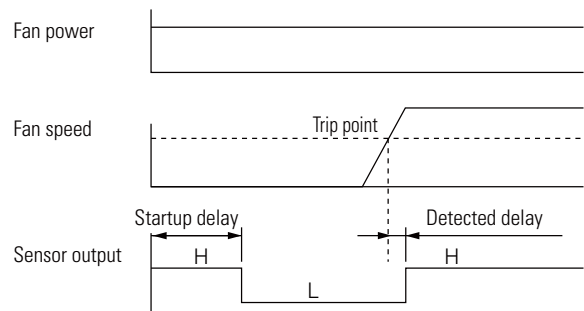 Fan power
Fan speed
Trip point
Startup delay
Detected delay
Sensor output
H
H
L